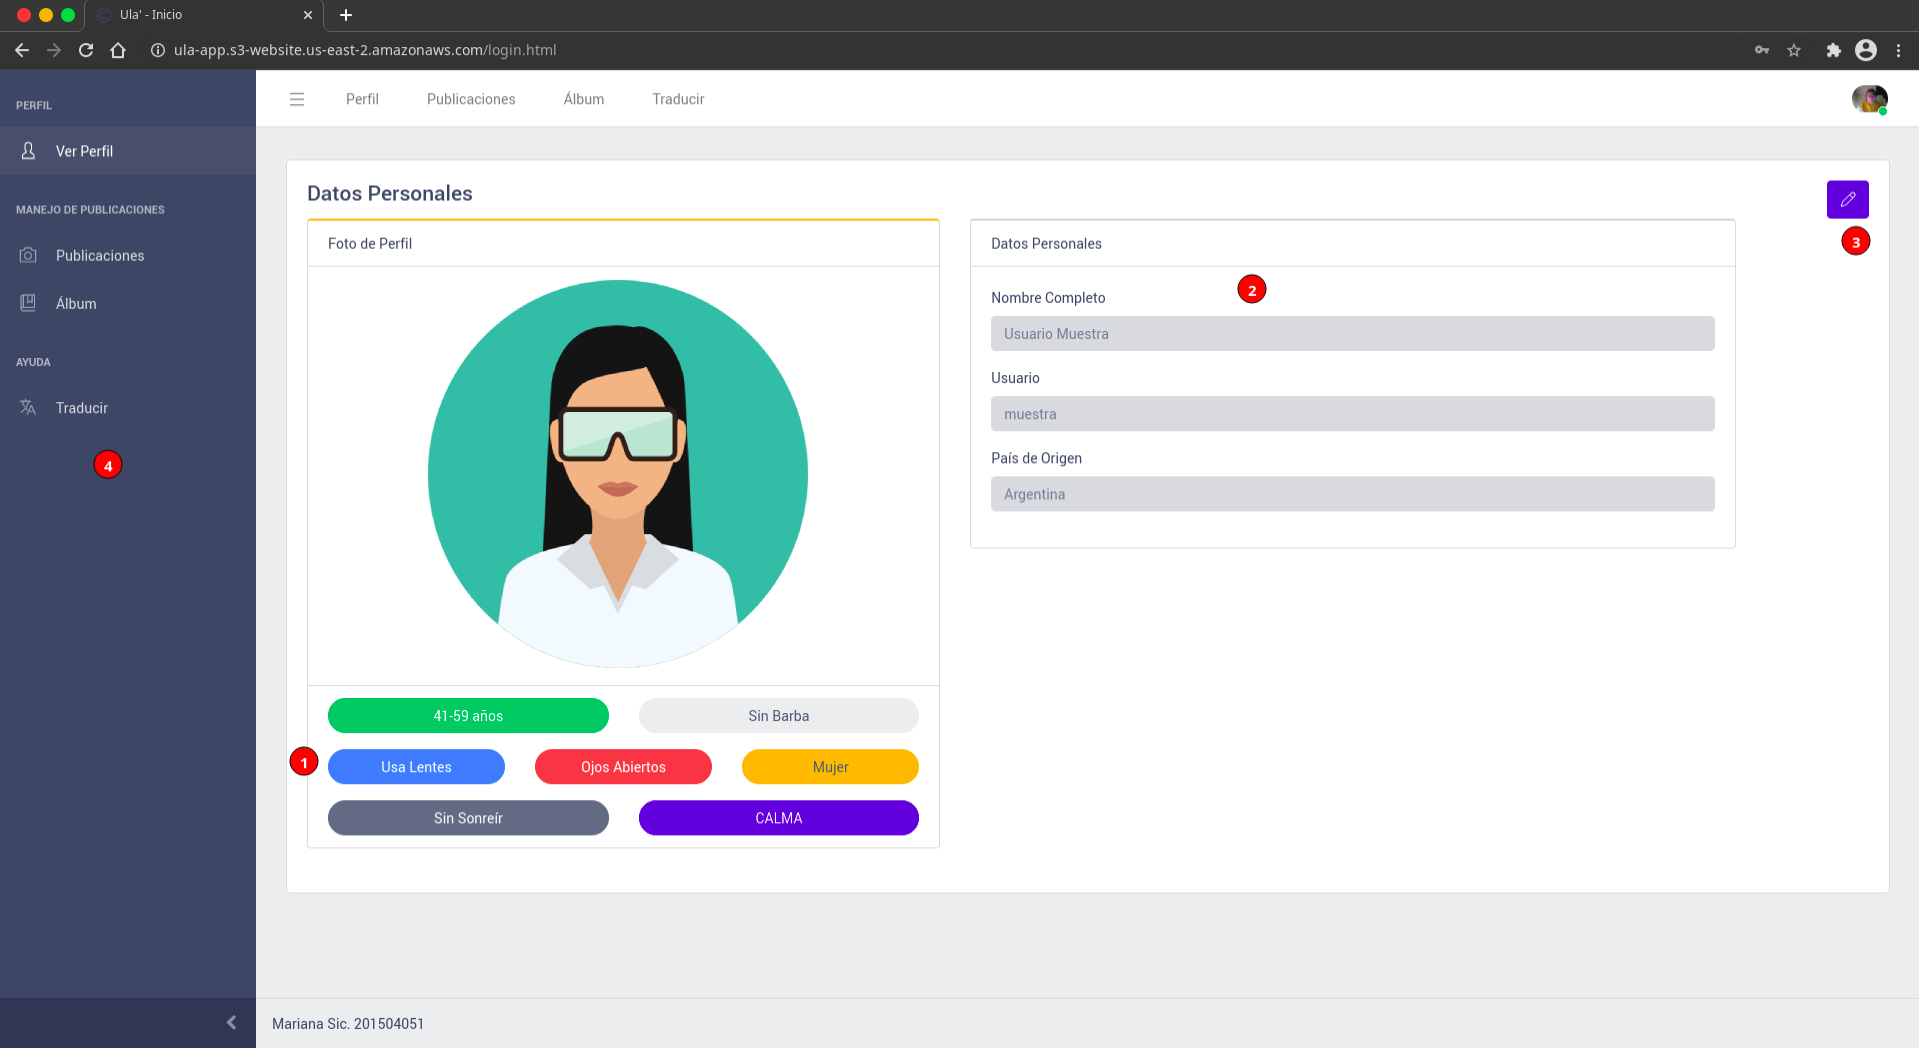 Ula' - Inicio
ula-app.s3-website.us-east-2.amazonaws.com/login.html
PERFIL
Ver Perfil
MANEJO DE PUBLICACIONES
Publicaciones
Álbum
AYUDA
Traducir
4
Perfil Publicaciones Álbum Traducir
Datos Personales
3
Foto de Perfil
41-59 años Sin Barba
1
Usa Lentes Ojos Abiertos Mujer
Sin Sonreír CALMA
Datos Personales
2
Nombre Completo
Usuario Muestra
Usuario
muestra
País de Origen
Argentina
Mariana Sic. 201504051